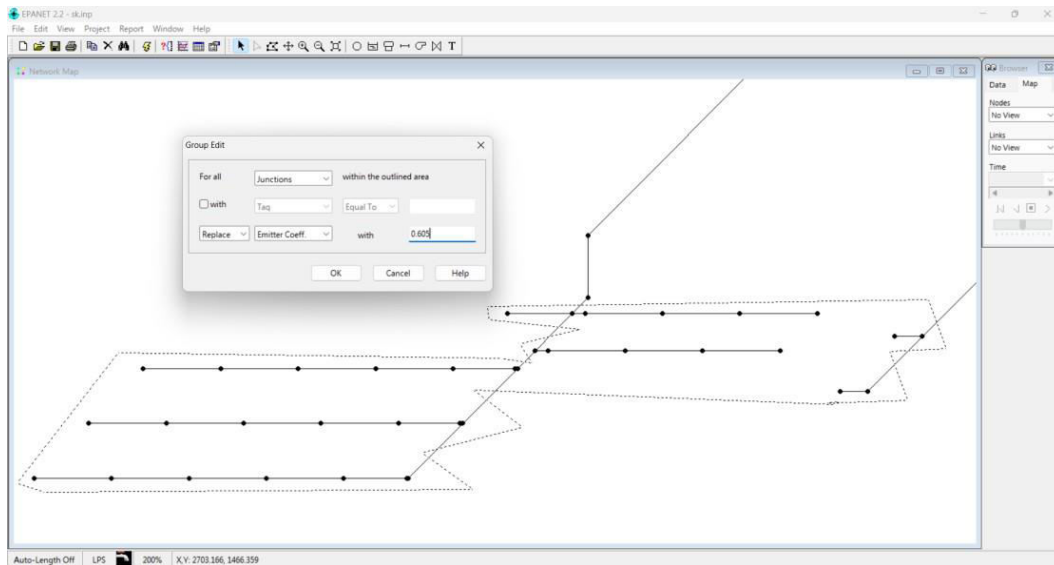 EPANET 2.2 - sk.inp
File Edit View Project Report Window Help
T
Network Map
Browser
Data Map
Nodes
No View
Links
No View
Time
Group Edit
For all Junctions within the outlined area
with Tag Equal To
Replace Emitter Coeff. with 0.605
OK Cancel Help
Auto-Length Off LPS 200% X,Y: 2703.166, 1466.359